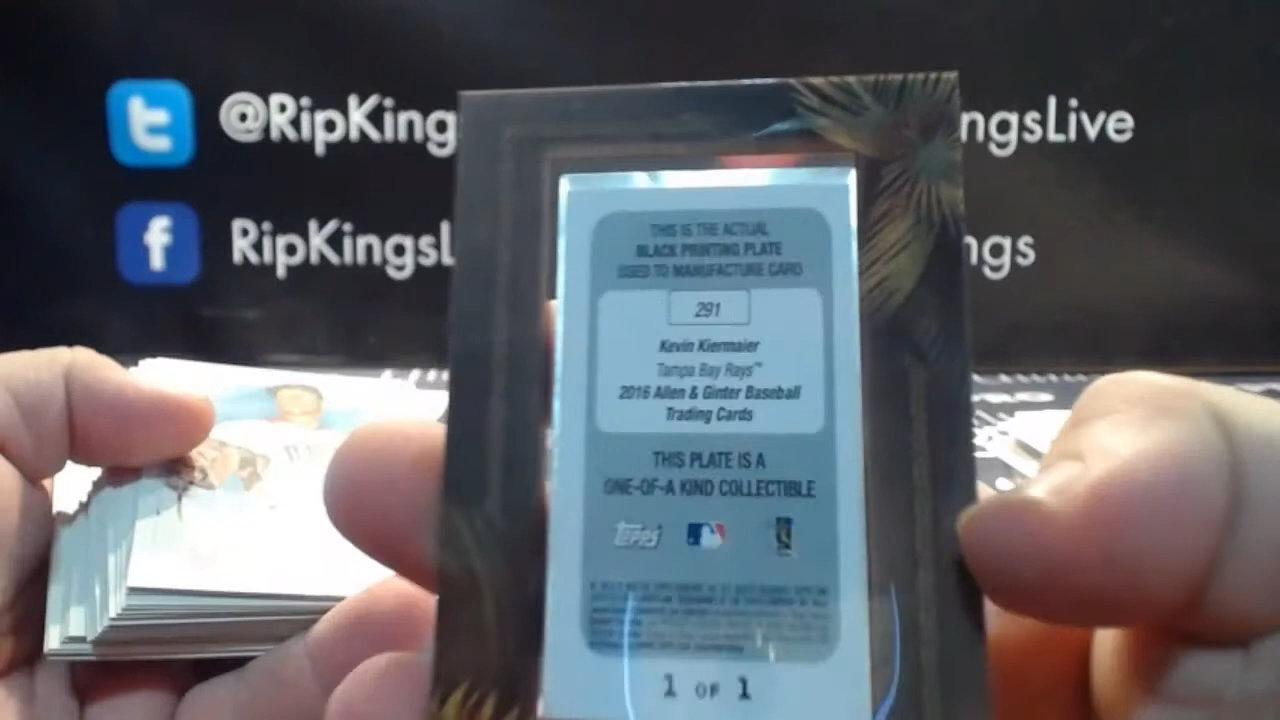 @RipKing
ngsLive
RipKingsL
ngs
THIS IS THE ACTUAL
BLACK PRINTING PLATE
USED TO MANUFACTURE CARD
291
Kevin Kiermaier
Tampa Bay Rays™
2016 Allen & Ginter Baseball
Trading Cards
THIS PLATE IS A
ONE-OF-A KIND COLLECTIBLE
Topps
1 OF 1